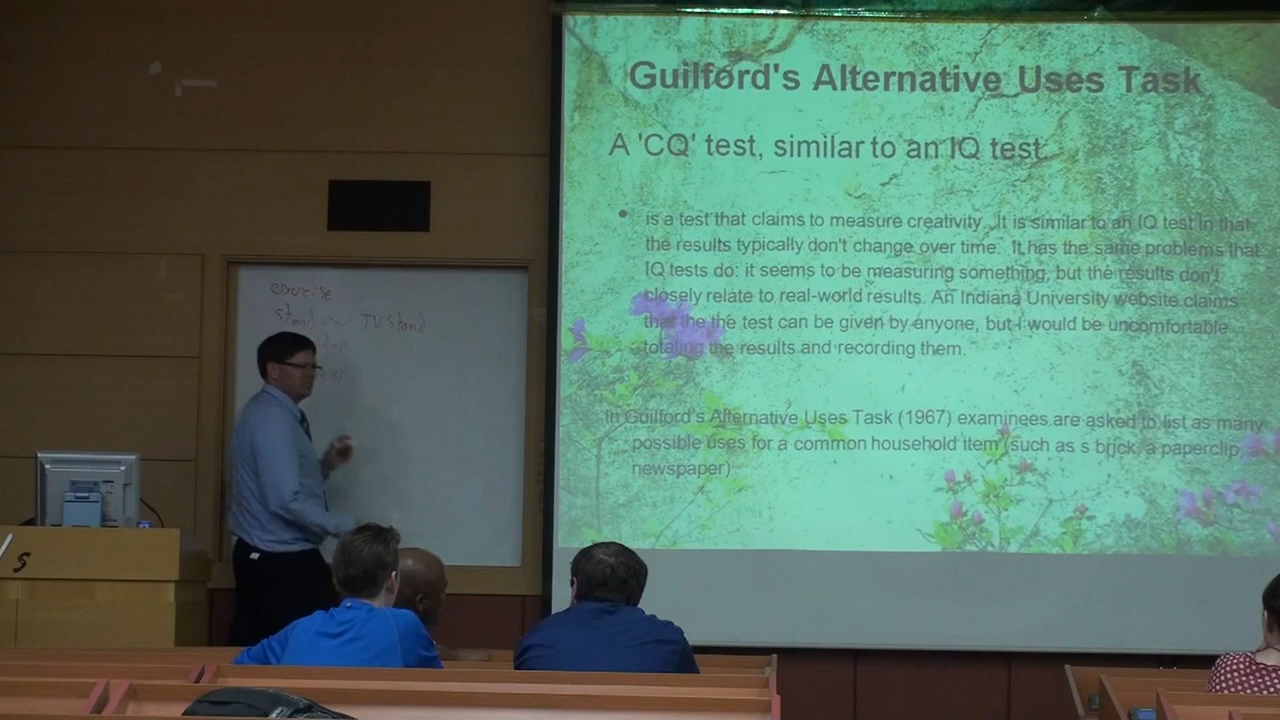 Guilford's Alternative Uses Task
A 'CQ' test, similar to an IQ test
is a test that claims to measure creativity. It is similar to an IQ test in that
the results typically don't change over time. It has the same problems that
IQ tests do: it seems to be measuring something, but the results don't
closely relate to real-world results. An Indiana University website claims
that the the test can be given by anyone, but I would be uncomfortable
totaling the results and recording them.
In Guilford's Alternative Uses Task (1967) examinees are asked to list as many
possible uses for a common household item (such as s brick, a paperclip,
newspaper)
exercise
stand ~ TV stand
S